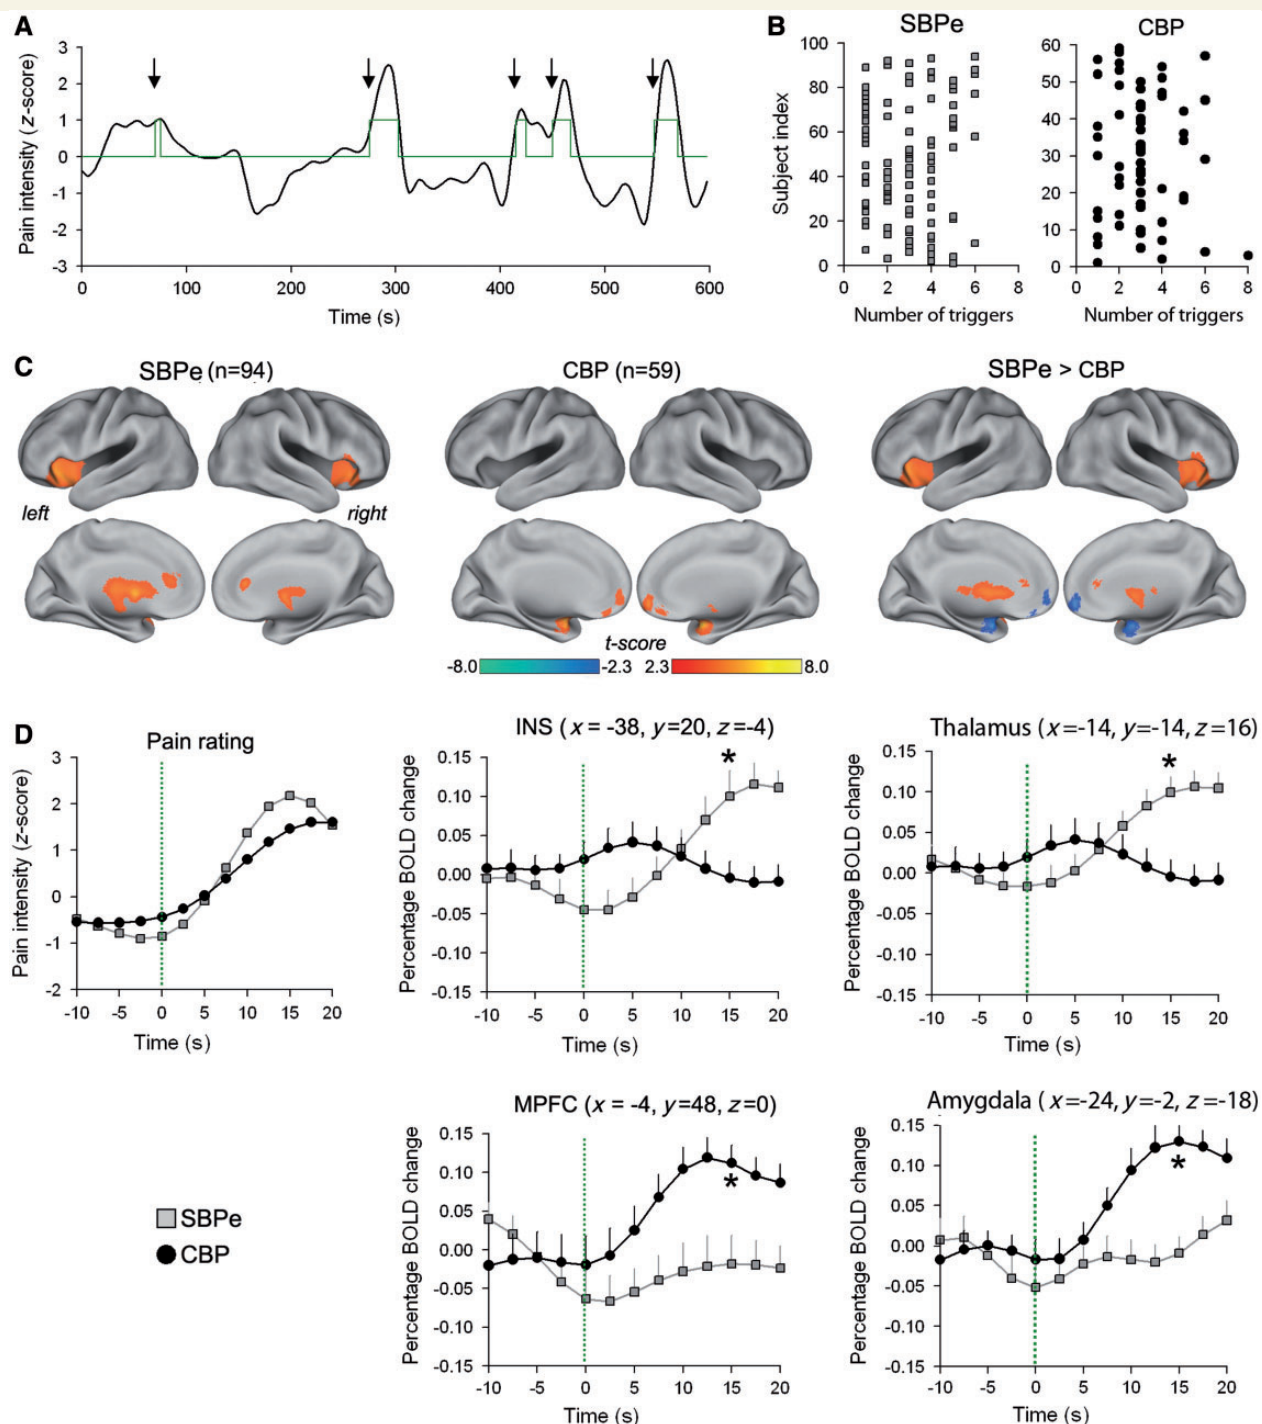 A
Pain intensity (z-score)
3
2
1
0
-1
-2
-3
0 100 200 300 400 500 600
Time (s)
B
SBPe CBP
Subject index
100
80
60
40
20
0
0 2 4 6 8
Number of triggers
60
50
40
30
20
10
0
0 2 4 6 8
Number of triggers
C
SBPe (n=94) CBP (n=59) SBPe > CBP
left right
t-score
-8.0 -2.3 2.3 8.0
D
Pain rating
Pain intensity (z-score)
3
2
1
0
-1
-2
-10 -5 0 5 10 15 20
Time (s)
INS (x = -38, y=20, z=-4)
Percentage BOLD change
0.15
0.10
0.05
0.00
-0.05
-0.10
-0.15
*
-10 -5 0 5 10 15 20
Time (s)
Thalamus (x=-14, y=-14, z=16)
Percentage BOLD change
0.15
0.10
0.05
0.00
-0.05
-0.10
-0.15
*
-10 -5 0 5 10 15 20
Time (s)
SBPe
CBP
MPFC (x = -4, y=48, z=0)
Percentage BOLD change
0.15
0.10
0.05
0.00
-0.05
-0.10
-0.15
*
-10 -5 0 5 10 15 20
Time (s)
Amygdala (x=-24, y=-2, z=-18)
Percentage BOLD change
0.15
0.10
0.05
0.00
-0.05
-0.10
-0.15
*
-10 -5 0 5 10 15 20
Time (s)